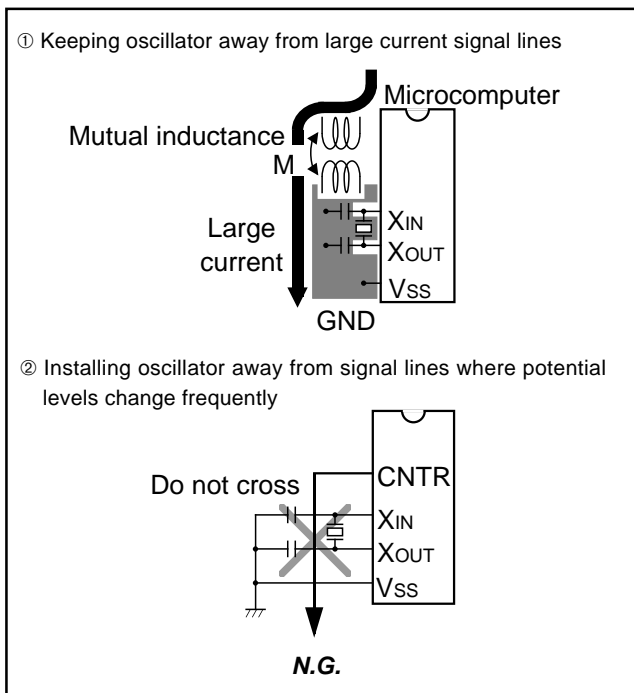 ① Keeping oscillator away from large current signal lines
Microcomputer
Mutual inductance
M
Large
current
XIN
XOUT
VSS
GND
② Installing oscillator away from signal lines where potential
levels change frequently
Do not cross
CNTR
XIN
XOUT
VSS
N.G.